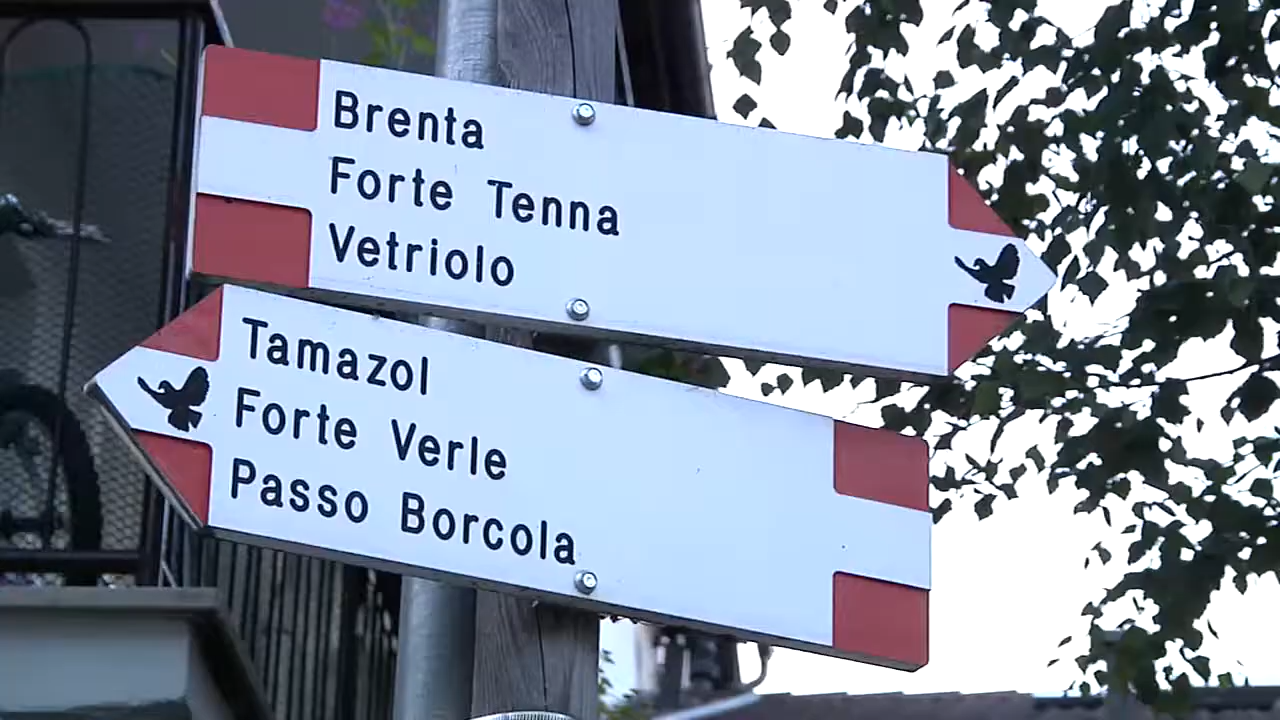 Brenta
Forte Tenna
Vetriolo
Tamazol
Forte Verle
Passo Borcola